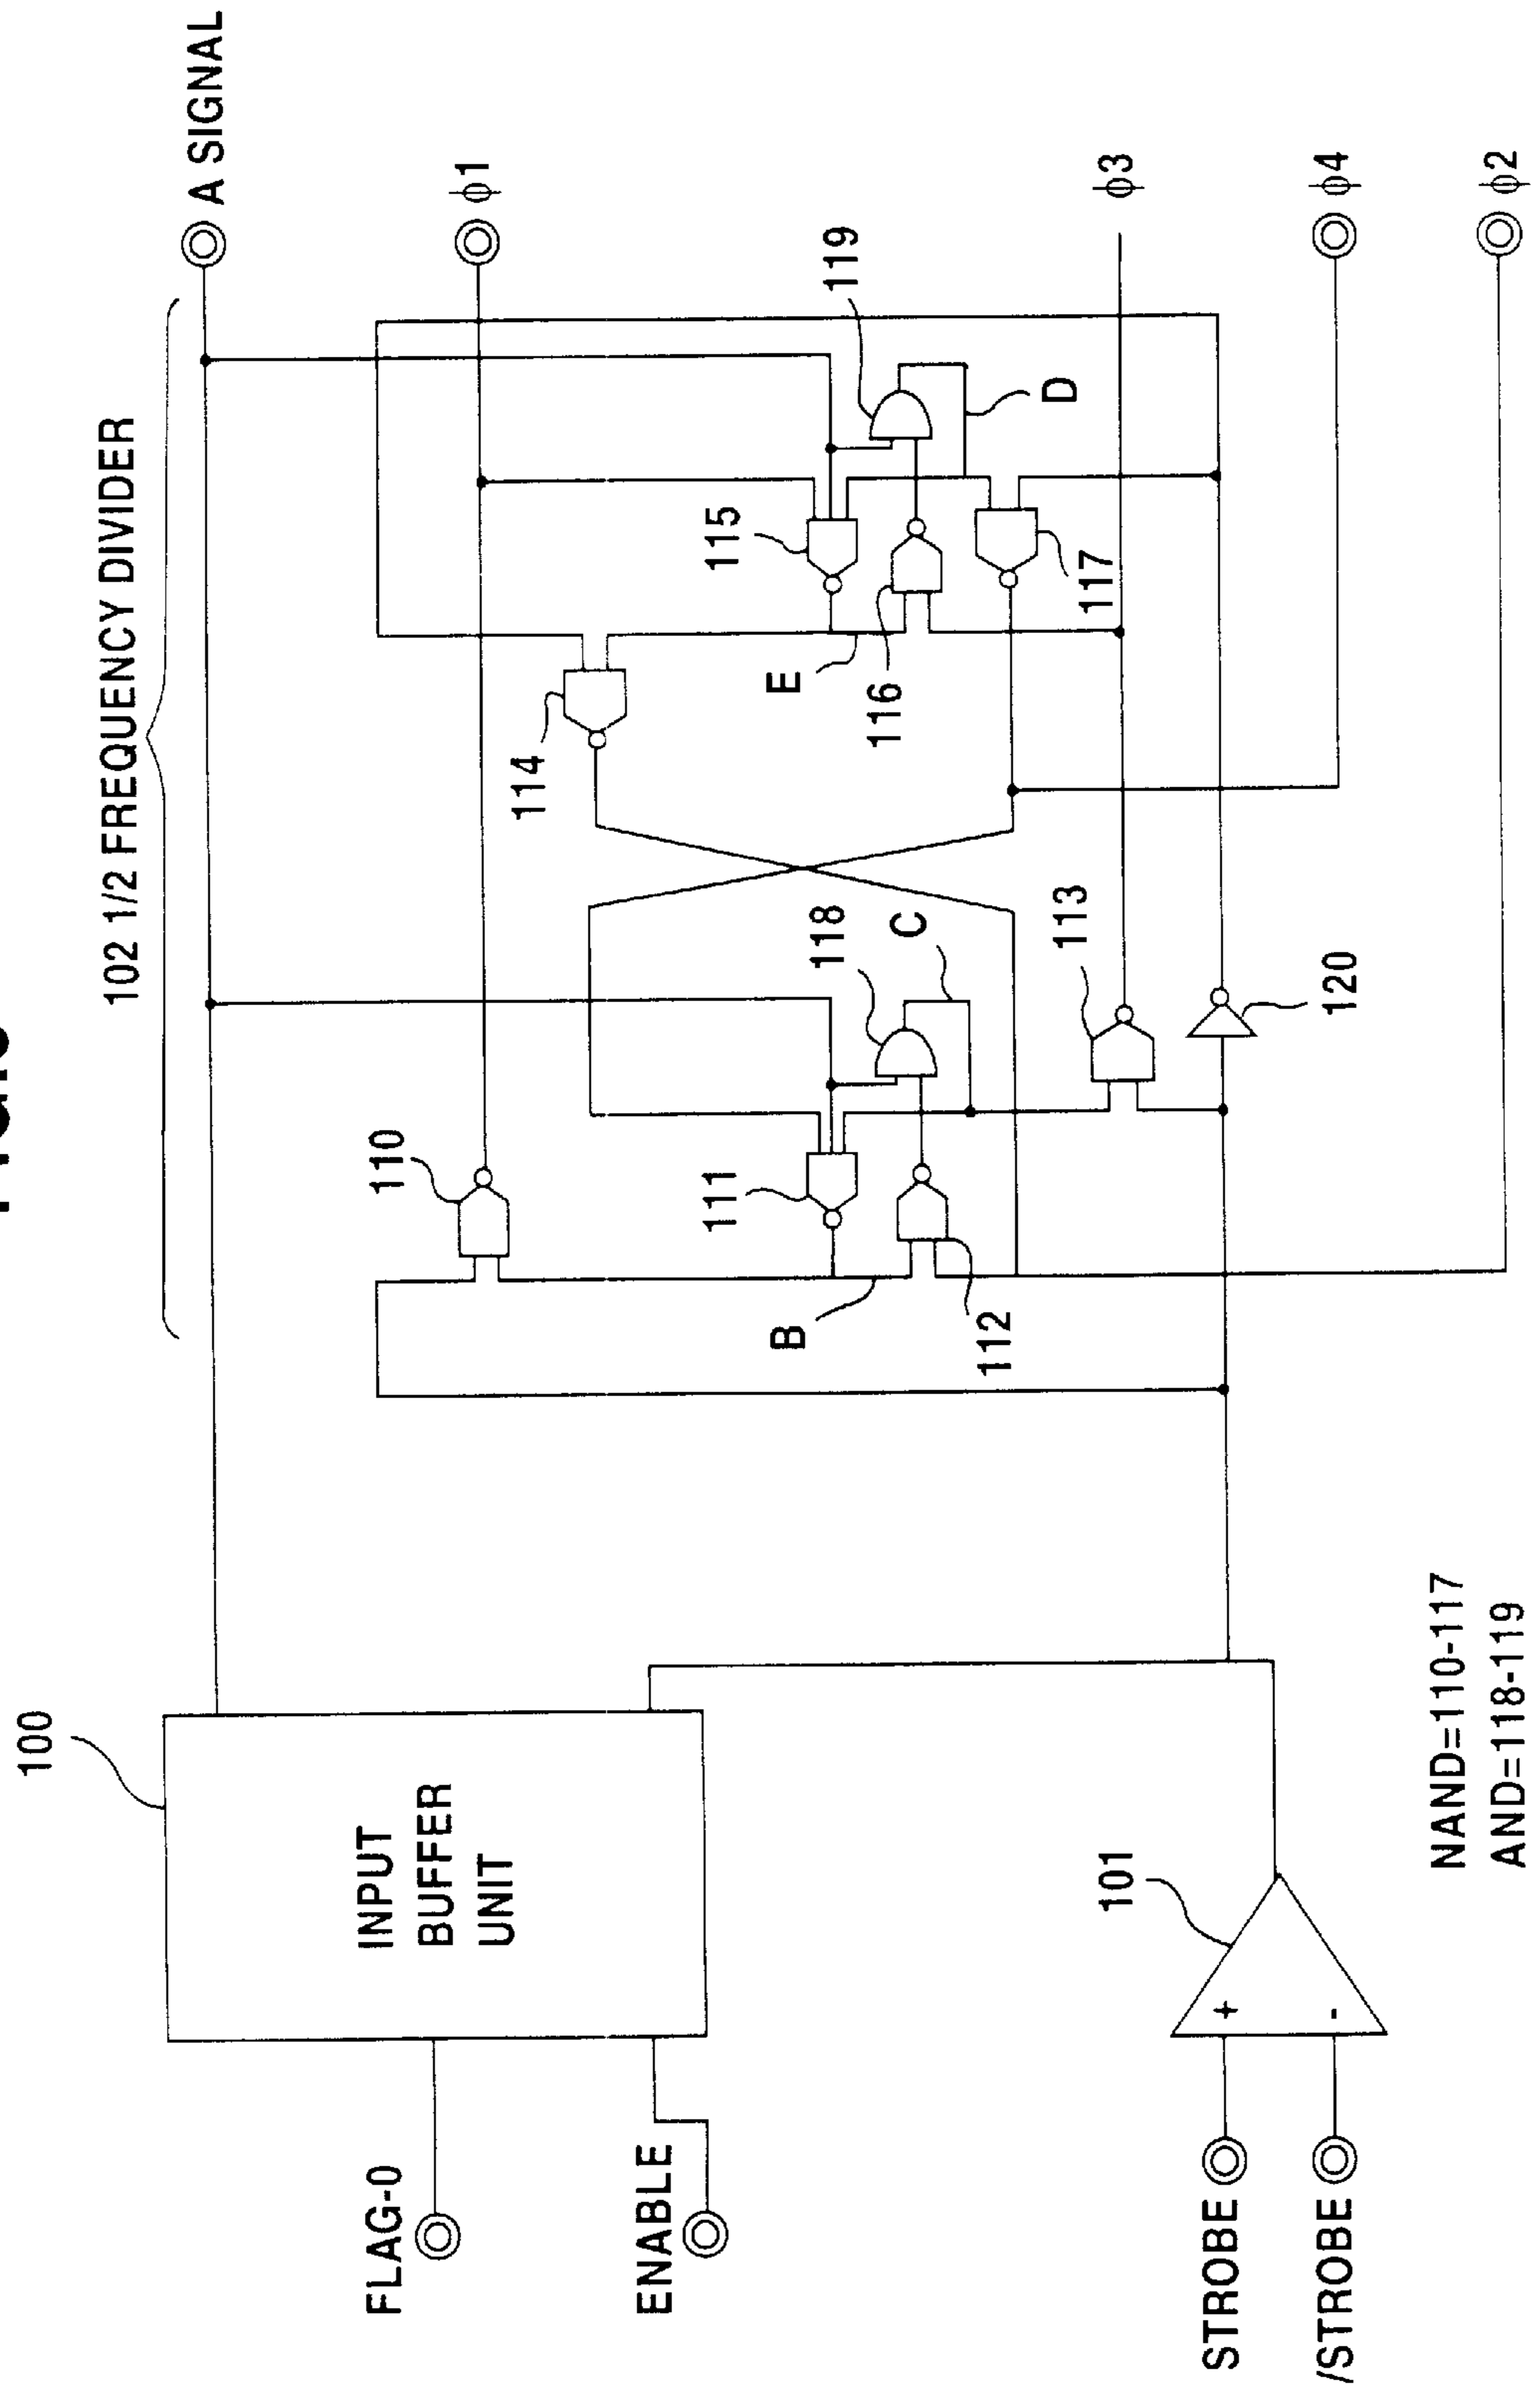 102 1/2 FREQUENCY DIVIDER
A SIGNAL
100
INPUT
BUFFER
UNIT
FLAG-0
ENABLE
110
ϕ1
114
111
115
119
B
E
118
116
C
D
112
113
117
ϕ3
120
101
+
-
STROBE
/STROBE
ϕ4
ϕ2
NAND=110-117
AND=118-119